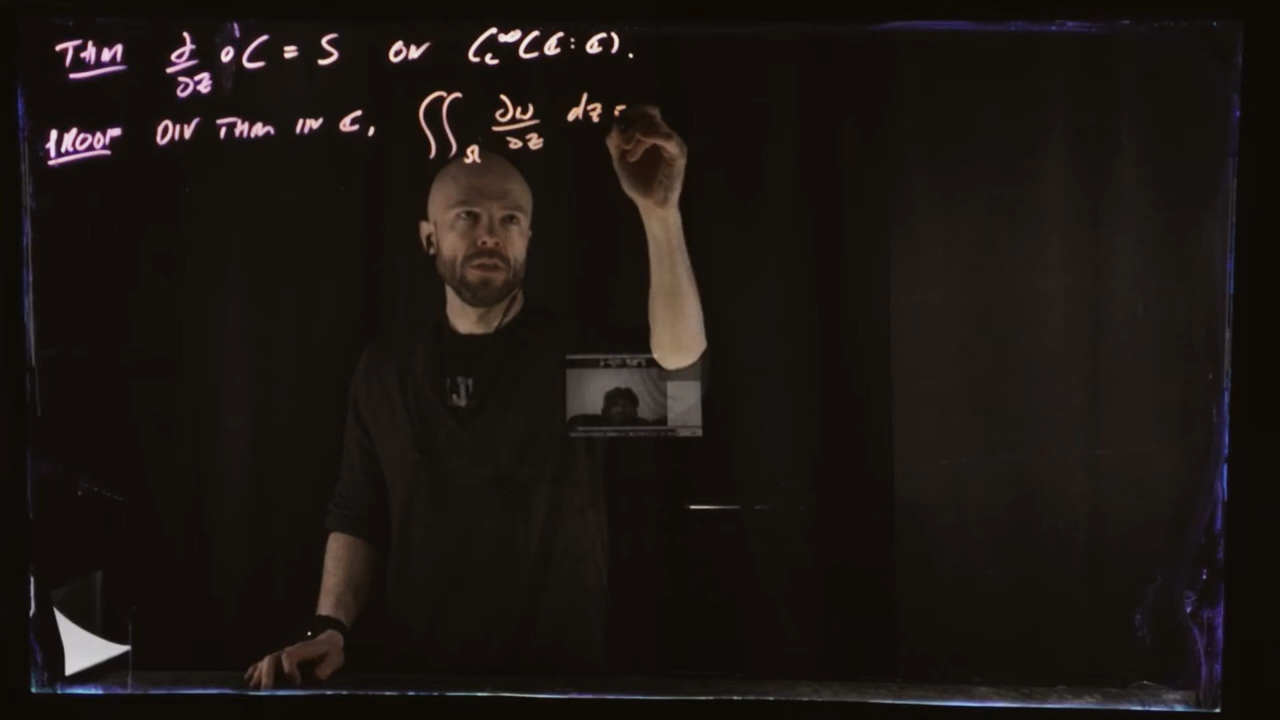 THM ∂/∂z ∘ C = S ON C_c^∞(ℂ:ℂ).
PROOF DIV THM IN ℂ, ∬_Ω ∂w/∂z dz =